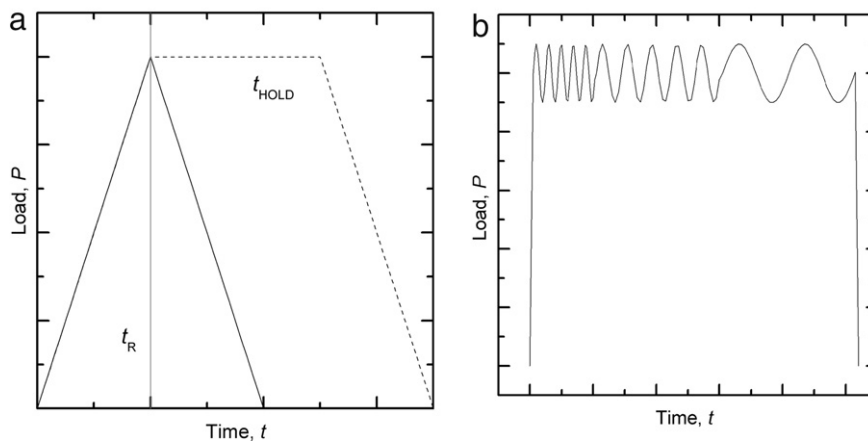 a
Load, P
t_HOLD
t_R
Time, t
b
Load, P
Time, t